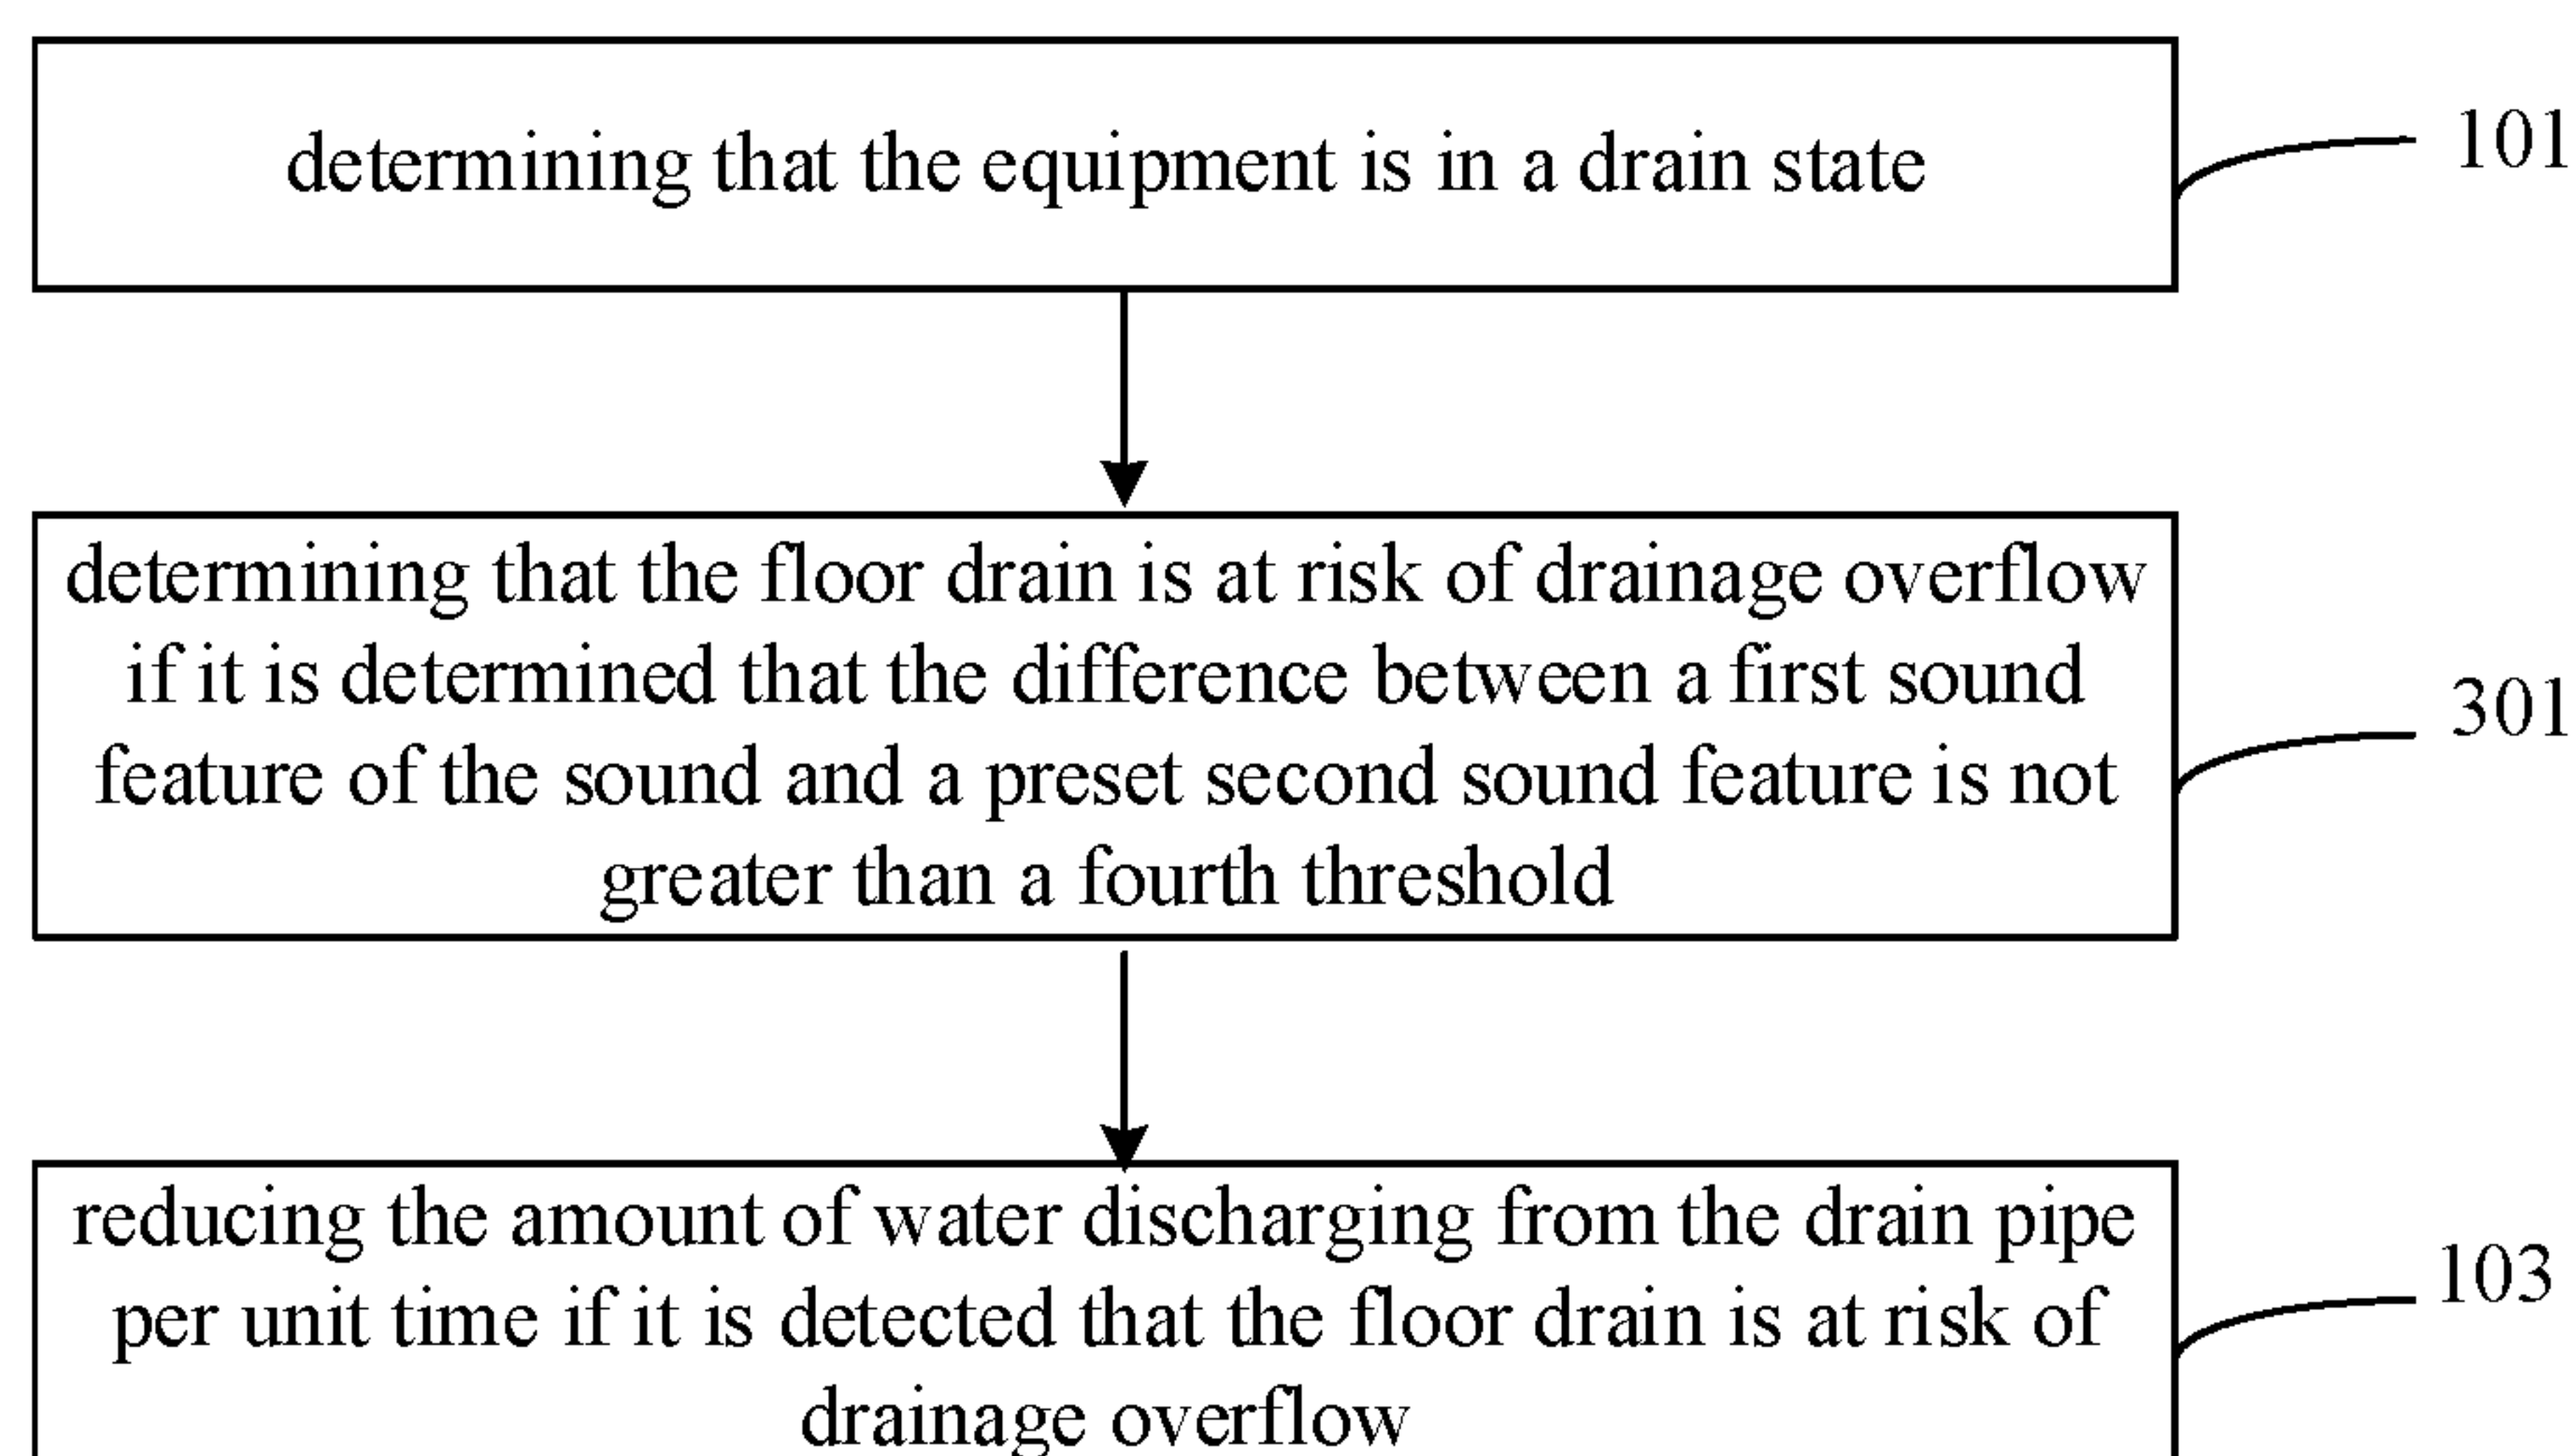 determining that the equipment is in a drain state
101
determining that the floor drain is at risk of drainage overflow
if it is determined that the difference between a first sound
feature of the sound and a preset second sound feature is not
greater than a fourth threshold
301
reducing the amount of water discharging from the drain pipe
per unit time if it is detected that the floor drain is at risk of
drainage overflow
103